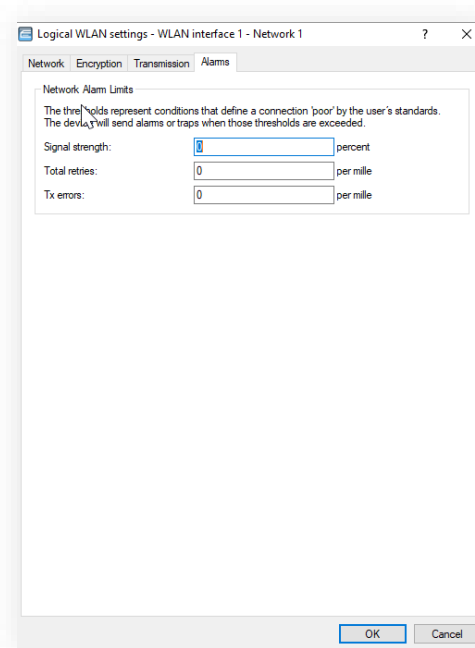 Logical WLAN settings - WLAN interface 1 - Network 1
Network Encryption Transmission Alarms
Network Alarm Limits
The thresholds represent conditions that define a connection 'poor' by the user´s standards.
The device will send alarms or traps when those thresholds are exceeded.
Signal strength: 0 percent
Total retries: 0 per mille
Tx errors: 0 per mille
OK Cancel